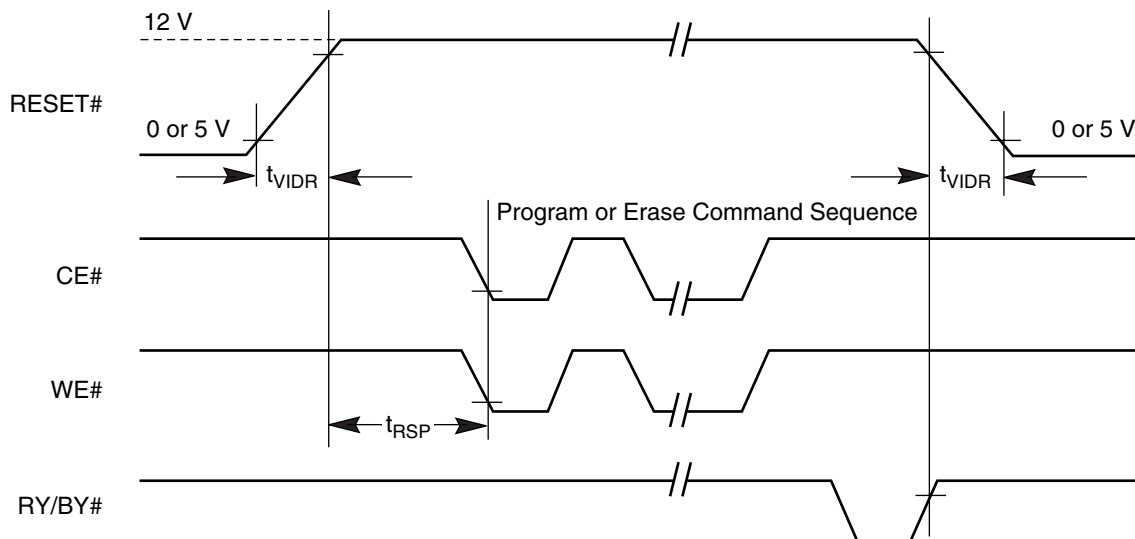 12 V
RESET#
0 or 5 V
0 or 5 V
tVIDR
tVIDR
Program or Erase Command Sequence
CE#
WE#
tRSP
RY/BY#